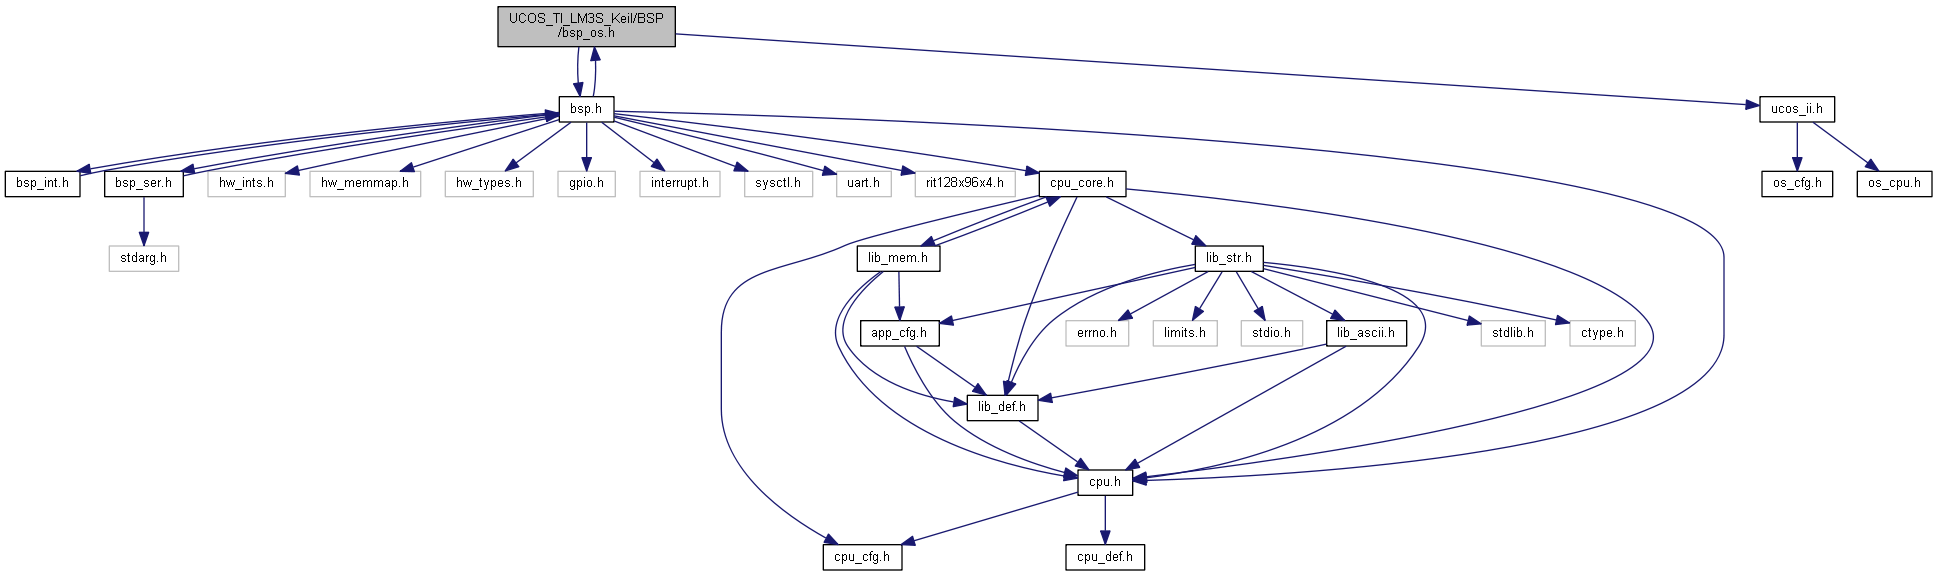 UCOS_TI_LM3S_Keil/BSP
/bsp_os.h
bsp.h
ucos_ii.h
bsp_int.h
bsp_ser.h
hw_ints.h
hw_memmap.h
hw_types.h
gpio.h
interrupt.h
sysctl.h
uart.h
rit128x96x4.h
cpu_core.h
os_cfg.h
os_cpu.h
stdarg.h
lib_mem.h
lib_str.h
app_cfg.h
errno.h
limits.h
stdio.h
lib_ascii.h
stdlib.h
ctype.h
lib_def.h
cpu.h
cpu_cfg.h
cpu_def.h